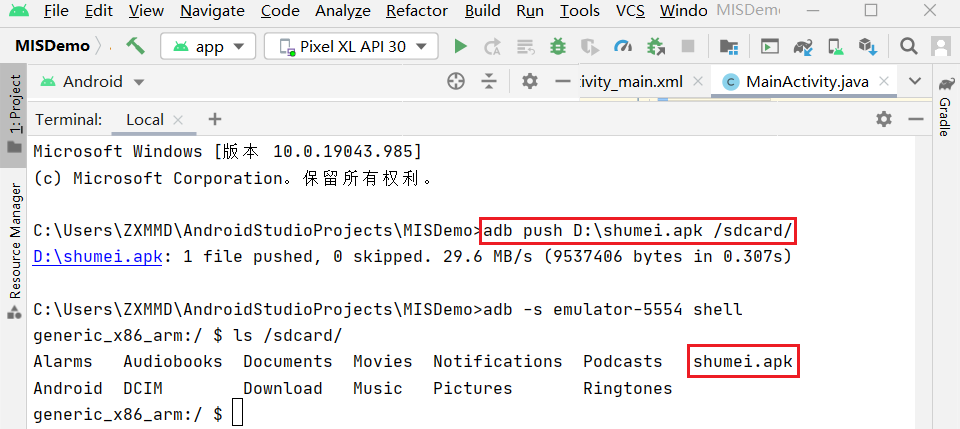 File Edit View Navigate Code Analyze Refactor Build Run Tools VCS Windo MISDemo
MISDemo app Pixel XL API 30
Android ivity_main.xml MainActivity.java
1: Project
Resource Manager
Gradle
Terminal: Local
Microsoft Windows [版本 10.0.19043.985]
(c) Microsoft Corporation。保留所有权利。
C:\Users\ZXMMD\AndroidStudioProjects\MISDemo>adb push D:\shumei.apk /sdcard/
D:\shumei.apk: 1 file pushed, 0 skipped. 29.6 MB/s (9537406 bytes in 0.307s)
C:\Users\ZXMMD\AndroidStudioProjects\MISDemo>adb -s emulator-5554 shell
generic_x86_arm:/ $ ls /sdcard/
Alarms Audiobooks Documents Movies Notifications Podcasts shumei.apk
Android DCIM Download Music Pictures Ringtones
generic_x86_arm:/ $